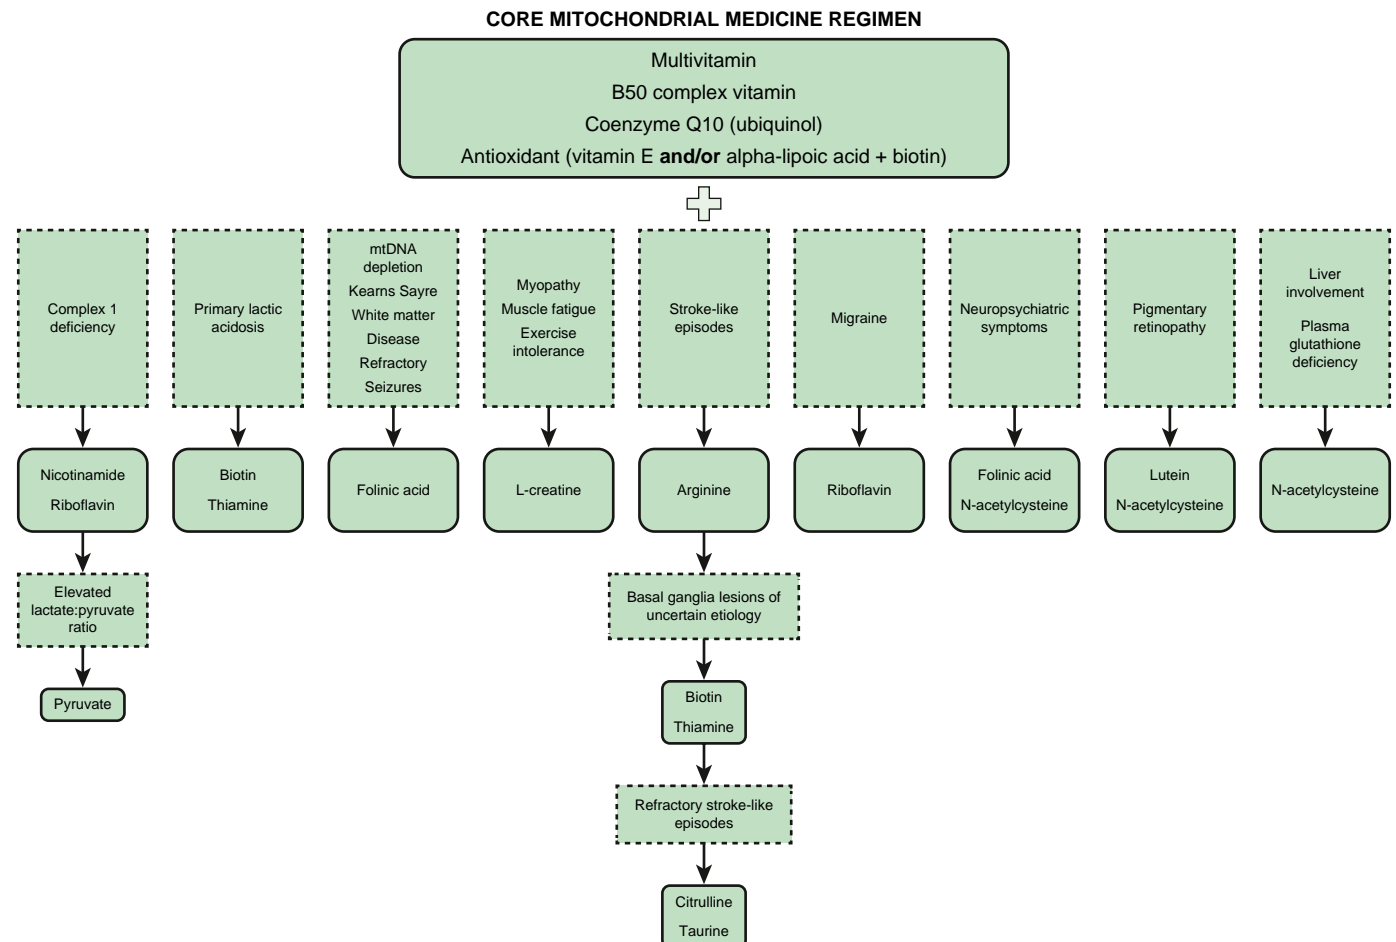 CORE MITOCHONDRIAL MEDICINE REGIMEN
Multivitamin
B50 complex vitamin
Coenzyme Q10 (ubiquinol)
Antioxidant (vitamin E and/or alpha-lipoic acid + biotin)
Complex 1
deficiency
Primary lactic
acidosis
mtDNA
depletion
Kearns Sayre
White matter
Disease
Refractory
Seizures
Myopathy
Muscle fatigue
Exercise
intolerance
Stroke-like
episodes
Migraine
Neuropsychiatric
symptoms
Pigmentary
retinopathy
Liver
involvement
Plasma
glutathione
deficiency
Nicotinamide
Riboflavin
Biotin
Thiamine
Folinic acid
L-creatine
Arginine
Riboflavin
Folinic acid
N-acetylcysteine
Lutein
N-acetylcysteine
N-acetylcysteine
Elevated
lactate:pyruvate
ratio
Basal ganglia lesions of
uncertain etiology
Pyruvate
Biotin
Thiamine
Refractory stroke-like
episodes
Citrulline
Taurine